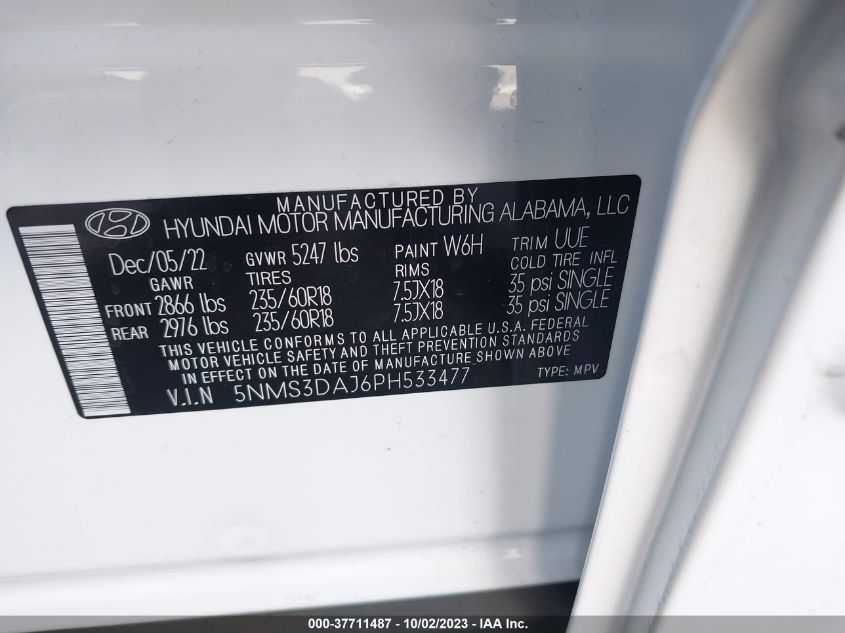 MANUFACTURED BY
HYUNDAI MOTOR MANUFACTURING ALABAMA, LLC
Dec/05/22 GVWR 5247 lbs PAINT W6H TRIM UUE
GAWR TIRES RIMS COLD TIRE INFL
FRONT 2866 lbs 235/60R18 7.5JX18 35 psi SINGLE
REAR 2976 lbs 235/60R18 7.5JX18 35 psi SINGLE
THIS VEHICLE CONFORMS TO ALL APPLICABLE U.S.A. FEDERAL
MOTOR VEHICLE SAFETY AND THEFT PREVENTION STANDARDS
IN EFFECT ON THE DATE OF MANUFACTURE SHOWN ABOVE
V.I.N 5NMS3DAJ6PH533477 TYPE: MPV
000-37711487 - 10/02/2023 - IAA Inc.